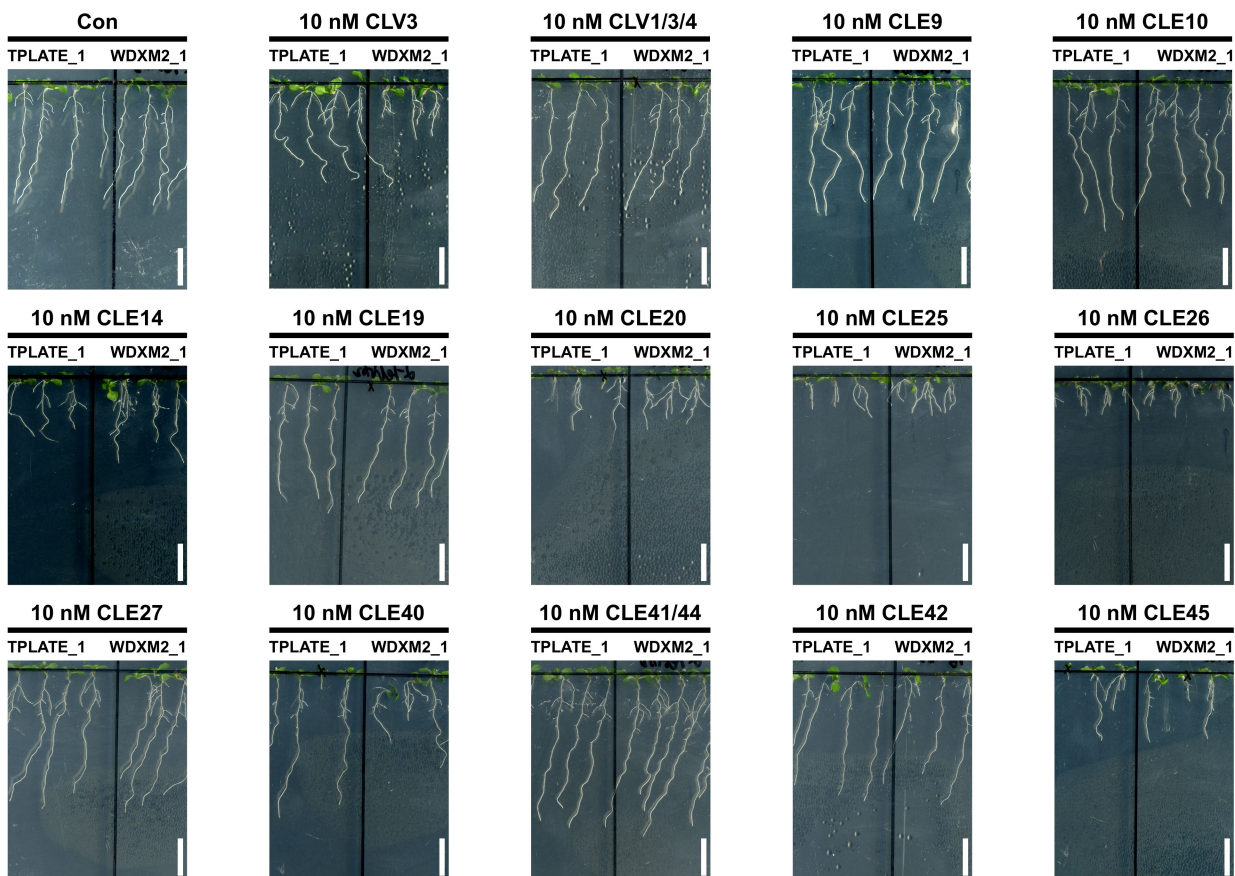 Con
10 nM CLV3
10 nM CLV1/3/4
10 nM CLE9
10 nM CLE10
TPLATE_1 WDXM2_1
TPLATE_1 WDXM2_1
TPLATE_1 WDXM2_1
TPLATE_1 WDXM2_1
TPLATE_1 WDXM2_1
10 nM CLE14
10 nM CLE19
10 nM CLE20
10 nM CLE25
10 nM CLE26
TPLATE_1 WDXM2_1
TPLATE_1 WDXM2_1
TPLATE_1 WDXM2_1
TPLATE_1 WDXM2_1
TPLATE_1 WDXM2_1
10 nM CLE27
10 nM CLE40
10 nM CLE41/44
10 nM CLE42
10 nM CLE45
TPLATE_1 WDXM2_1
TPLATE_1 WDXM2_1
TPLATE_1 WDXM2_1
TPLATE_1 WDXM2_1
TPLATE_1 WDXM2_1